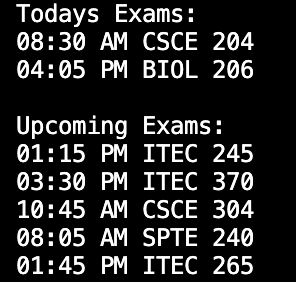 Todays Exams:
08:30 AM CSCE 204
04:05 PM BIOL 206
Upcoming Exams:
01:15 PM ITEC 245
03:30 PM ITEC 370
10:45 AM CSCE 304
08:05 AM SPTE 240
01:45 PM ITEC 265